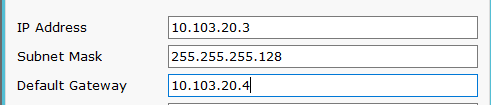 IP Address 10.103.20.3
Subnet Mask 255.255.255.128
Default Gateway 10.103.20.4